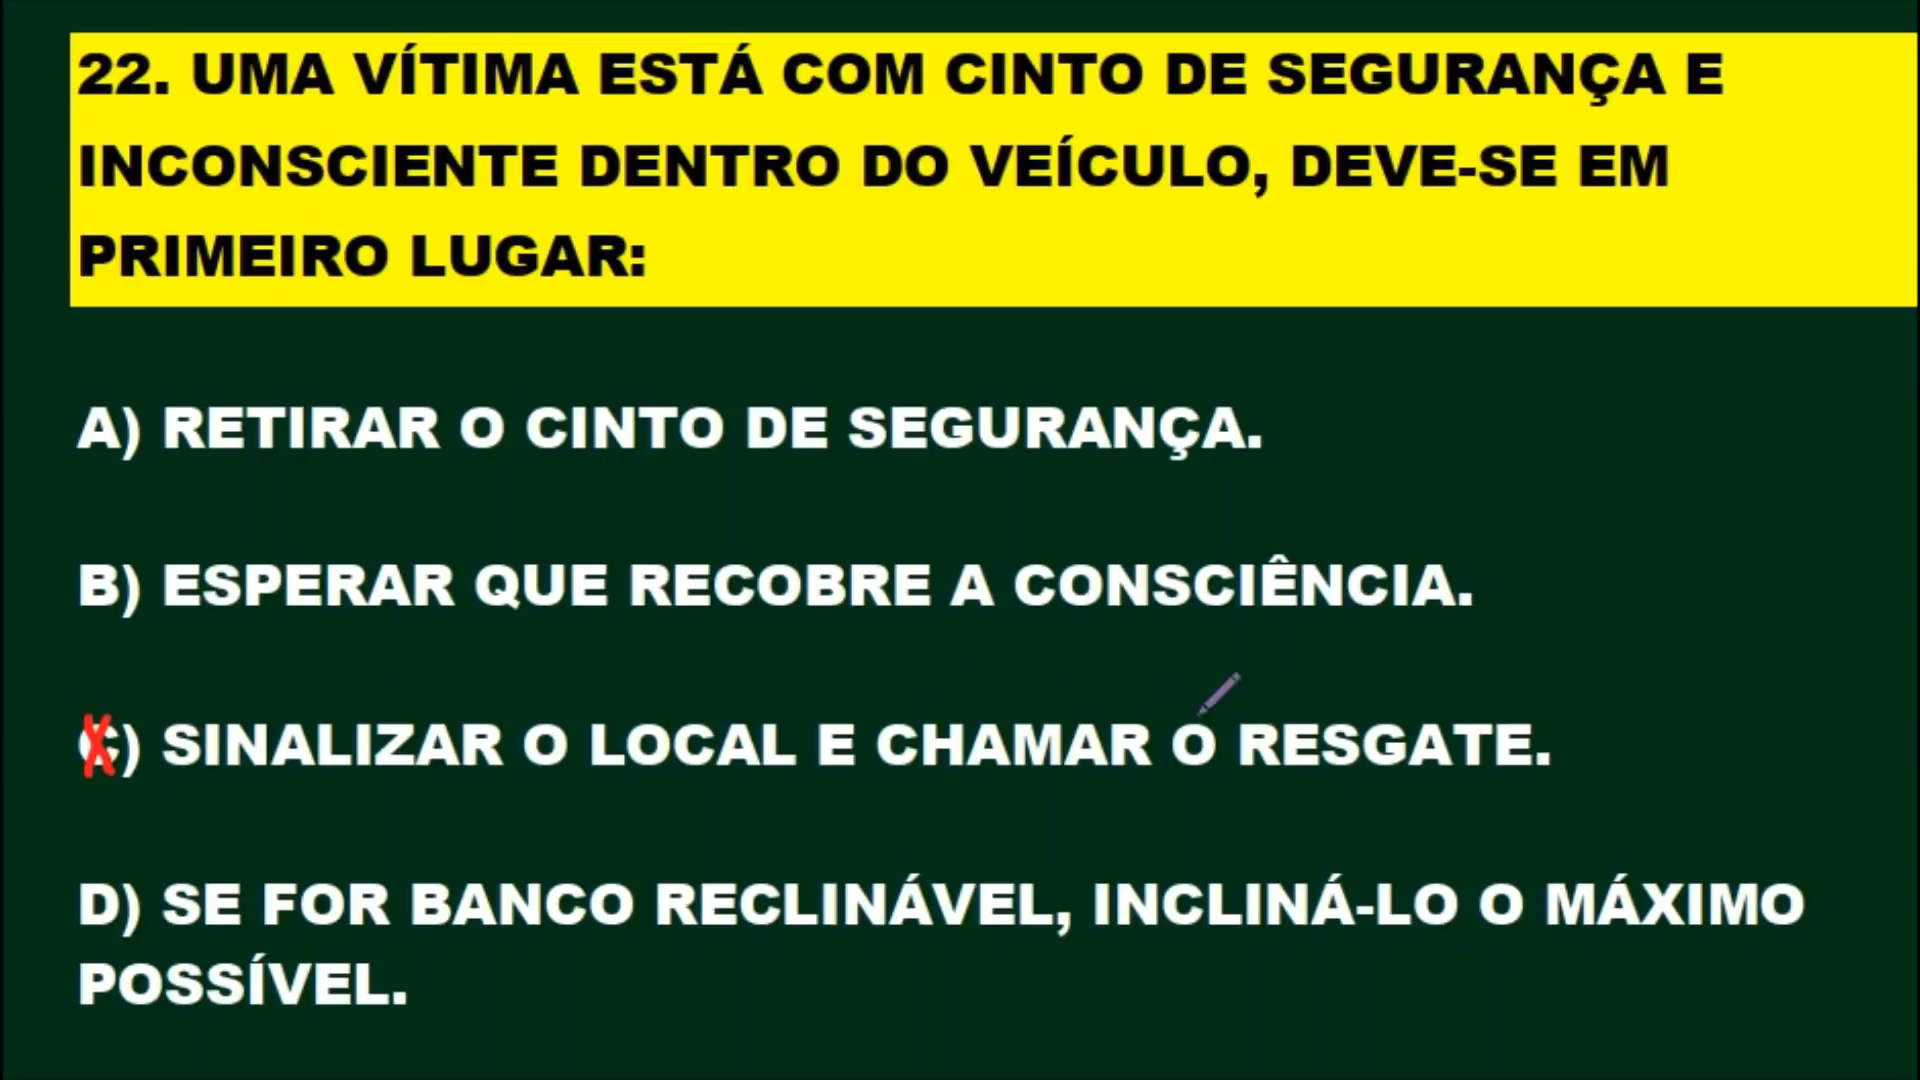 22. UMA VÍTIMA ESTÁ COM CINTO DE SEGURANÇA E
INCONSCIENTE DENTRO DO VEÍCULO, DEVE-SE EM
PRIMEIRO LUGAR:
A) RETIRAR O CINTO DE SEGURANÇA.
B) ESPERAR QUE RECOBRE A CONSCIÊNCIA.
C) SINALIZAR O LOCAL E CHAMAR O RESGATE.
D) SE FOR BANCO RECLINÁVEL, INCLINÁ-LO O MÁXIMO
POSSÍVEL.